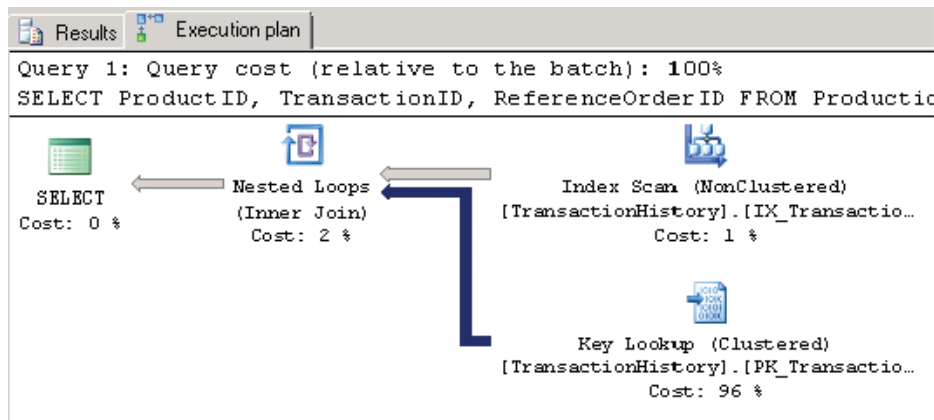 Results Execution plan
Query 1: Query cost (relative to the batch): 100%
SELECT ProductID, TransactionID, ReferenceOrderID FROM Productio
SELECT
Cost: 0 %
Nested Loops
(Inner Join)
Cost: 2 %
Index Scan (NonClustered)
[TransactionHistory].[IX_Transactio…
Cost: 1 %
Key Lookup (Clustered)
[TransactionHistory].[PK_Transactio…
Cost: 96 %